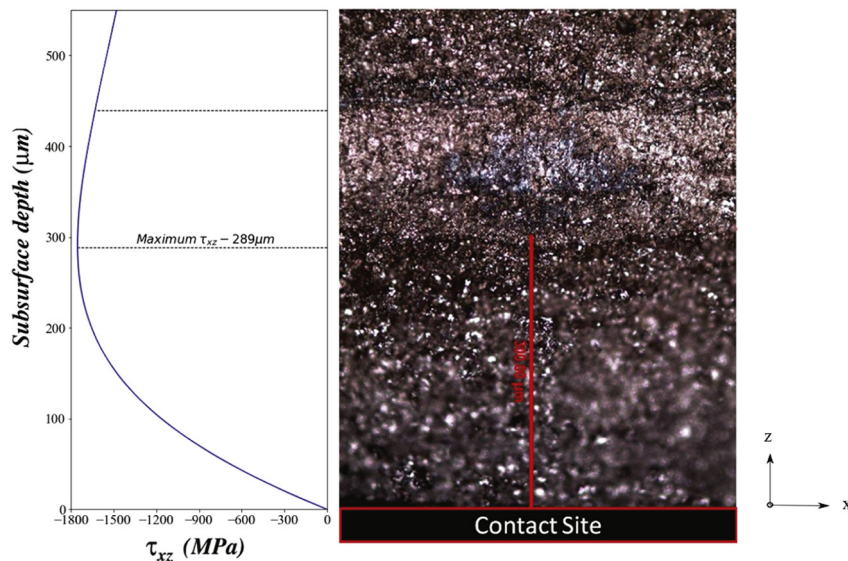 Subsurface depth (μm)
500
400
300
200
100
0
Maximum τxz − 289μm
−1800 −1500 −1200 −900 −600 −300 0
τxz (MPa)
Contact Site
z
x